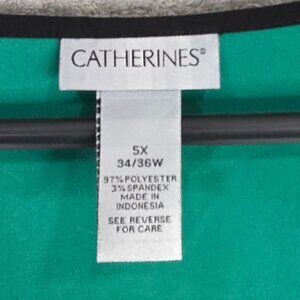 CATHERINES®
5X
34/36W
97% POLYESTER
3% SPANDEX
MADE IN
INDONESIA
SEE REVERSE
FOR CARE